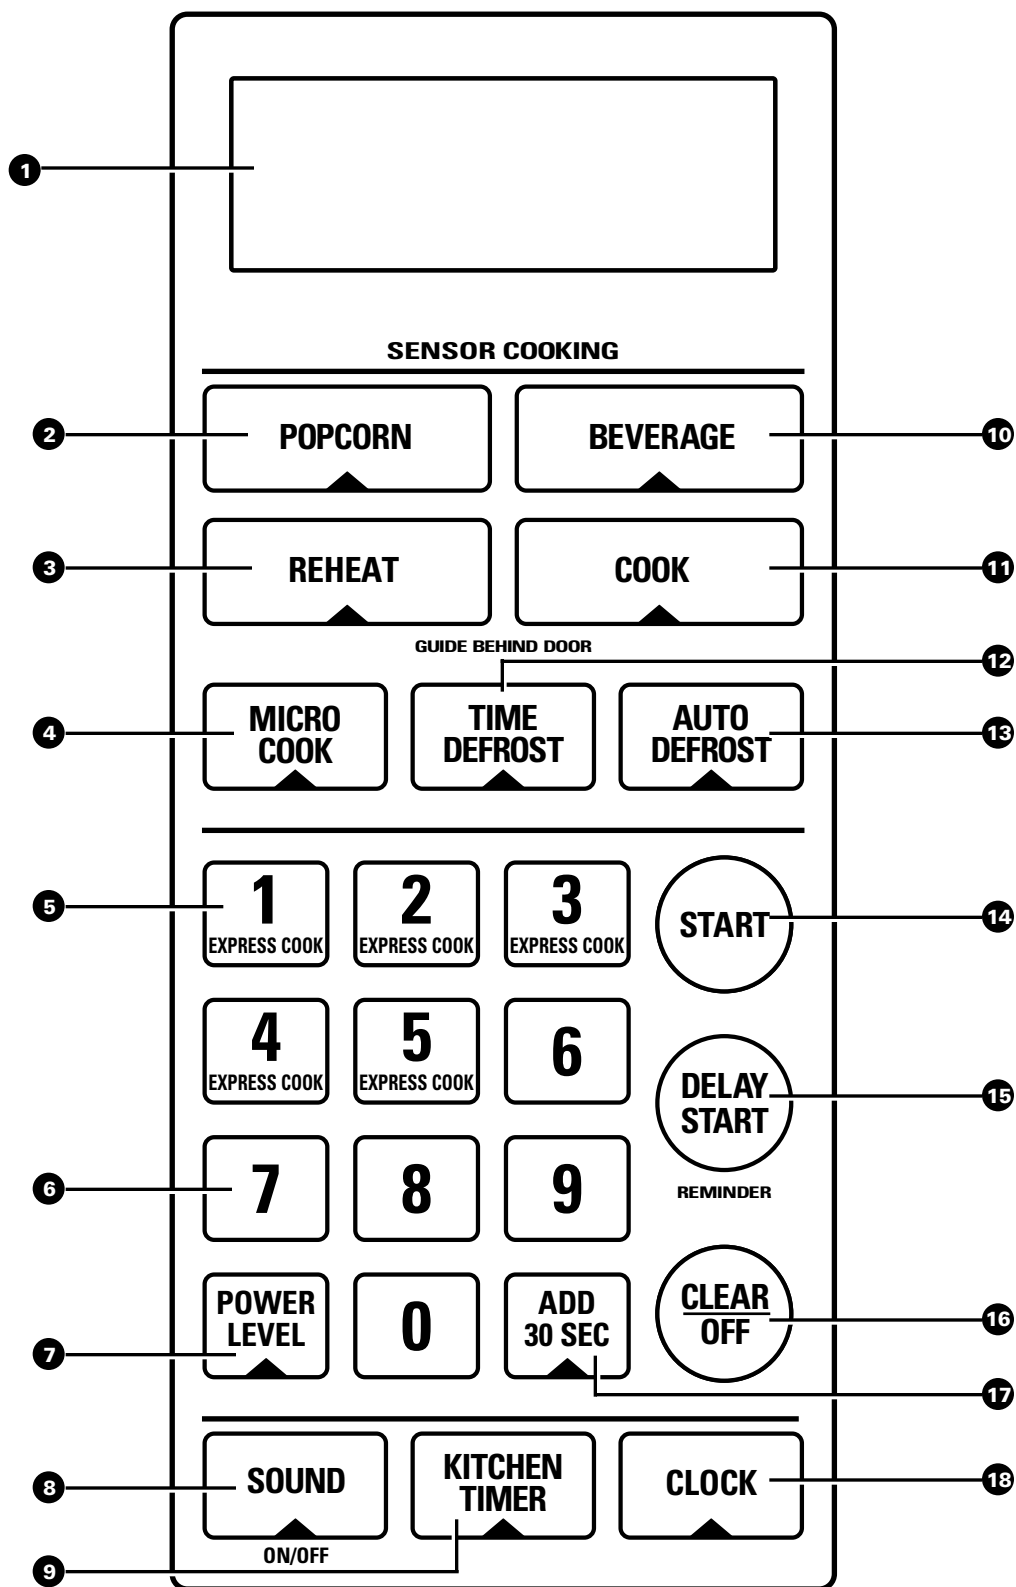 1
SENSOR COOKING
2
POPCORN
BEVERAGE
10
3
REHEAT
COOK
11
GUIDE BEHIND DOOR
12
4
MICRO
COOK
TIME
DEFROST
AUTO
DEFROST
13
5
1
EXPRESS COOK
2
EXPRESS COOK
3
EXPRESS COOK
START
14
4
EXPRESS COOK
5
EXPRESS COOK
6
DELAY
START
15
REMINDER
6
7
8
9
7
POWER
LEVEL
0
ADD
30 SEC
CLEAR
OFF
16
17
8
SOUND
ON/OFF
KITCHEN
TIMER
CLOCK
18
9